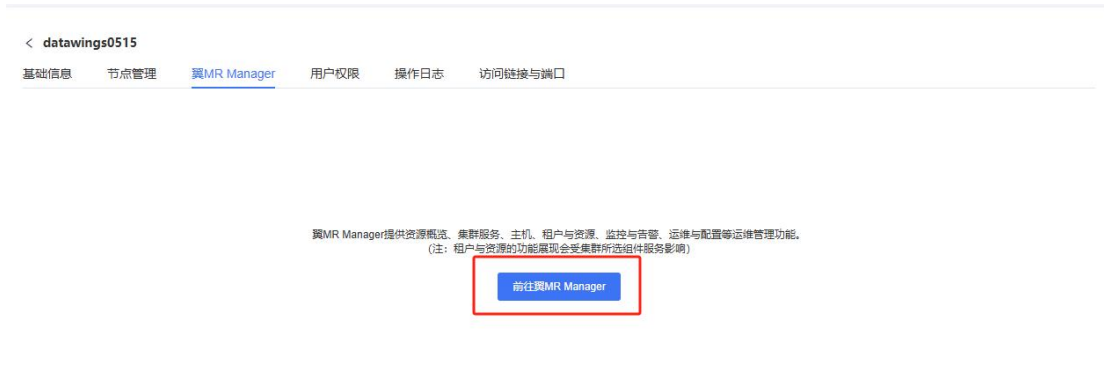 < datawings0515
基础信息 节点管理 翼MR Manager 用户权限 操作日志 访问链接与端口
翼MR Manager提供资源概览、集群服务、主机、租户与资源、监控与告警、运维与配置等运维管理功能。
(注：租户与资源的功能展现会受集群所选组件服务影响)
前往翼MR Manager